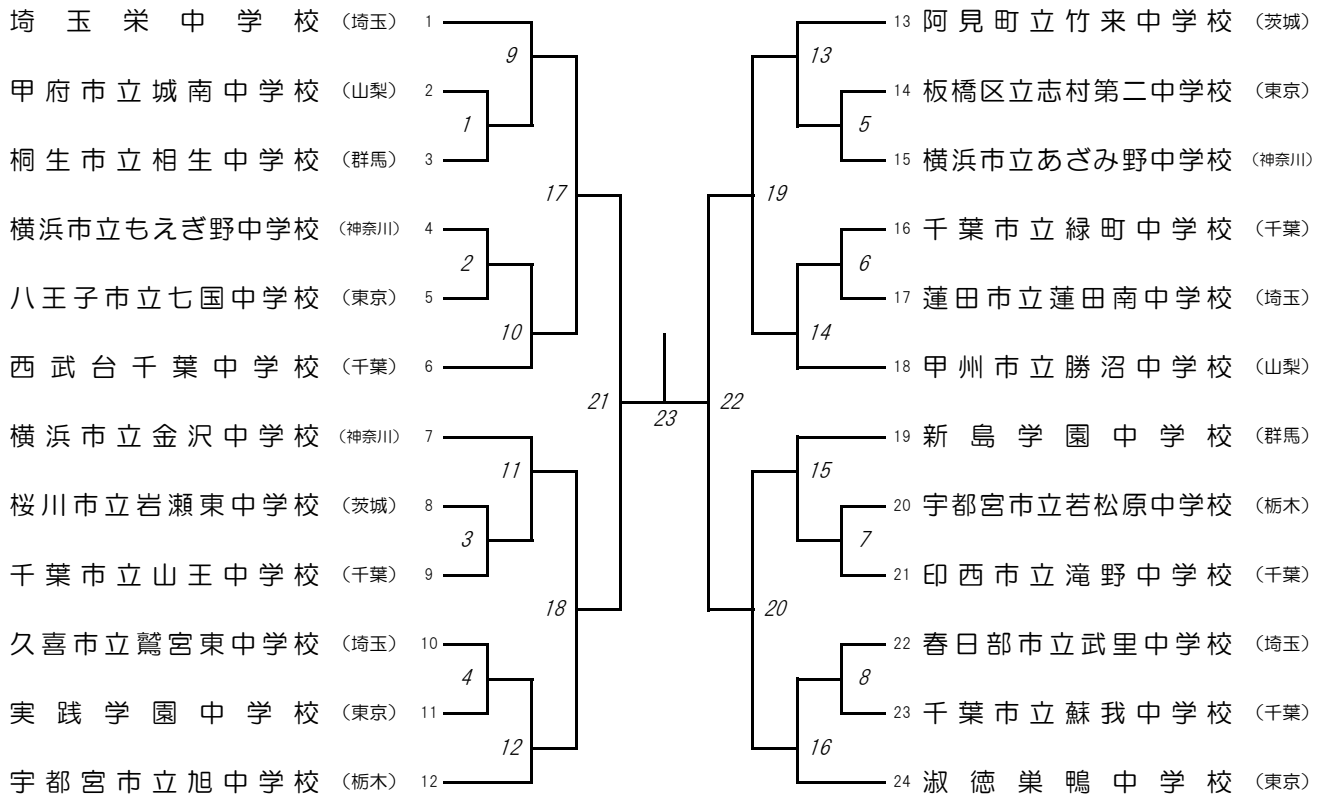 埼玉栄中学校 （埼玉） 1
9
甲府市立城南中学校 （山梨） 2
1
桐生市立相生中学校 （群馬） 3
17
横浜市立もえぎ野中学校 （神奈川） 4
2
八王子市立七国中学校 （東京） 5
10
西武台千葉中学校 （千葉） 6
21
横浜市立金沢中学校 （神奈川） 7
11
桜川市立岩瀬東中学校 （茨城） 8
3
千葉市立山王中学校 （千葉） 9
18
久喜市立鷲宮東中学校 （埼玉） 10
4
実践学園中学校 （東京） 11
12
宇都宮市立旭中学校 （栃木） 12
23
13 阿見町立竹来中学校 （茨城）
13
14 板橋区立志村第二中学校 （東京）
5
15 横浜市立あざみ野中学校 （神奈川）
19
16 千葉市立緑町中学校 （千葉）
6
17 蓮田市立蓮田南中学校 （埼玉）
14
18 甲州市立勝沼中学校 （山梨）
22
19 新島学園中学校 （群馬）
15
20 宇都宮市立若松原中学校 （栃木）
7
21 印西市立滝野中学校 （千葉）
20
22 春日部市立武里中学校 （埼玉）
8
23 千葉市立蘇我中学校 （千葉）
16
24 淑徳巣鴨中学校 （東京）